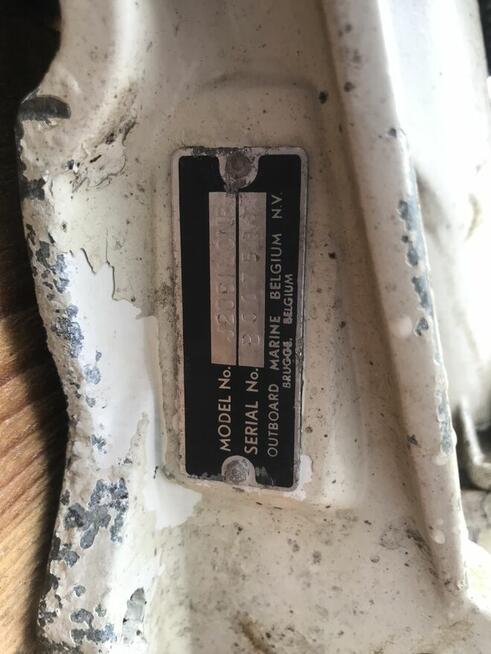 MODEL No.
SERIAL No.
OUTBOARD MARINE BELGIUM N.V.
BRUGGE, BELGIUM